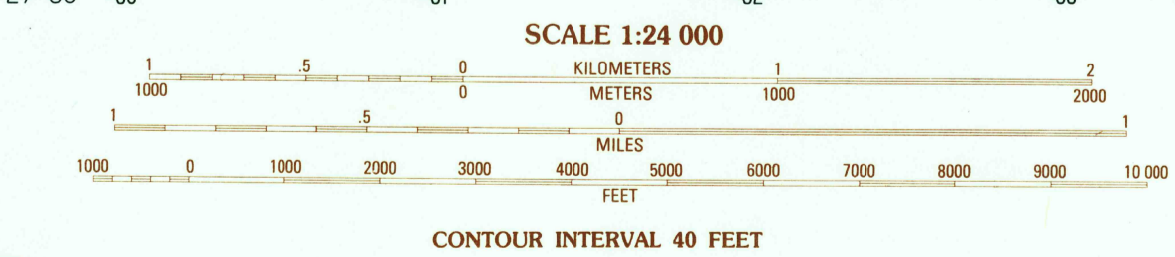 SCALE 1:24 000
1 .5 0 KILOMETERS 1 2
1000 0 METERS 1000 2000
1 .5 0 1
MILES
1000 0 1000 2000 3000 4000 5000 6000 7000 8000 9000 10 000
FEET
CONTOUR INTERVAL 40 FEET